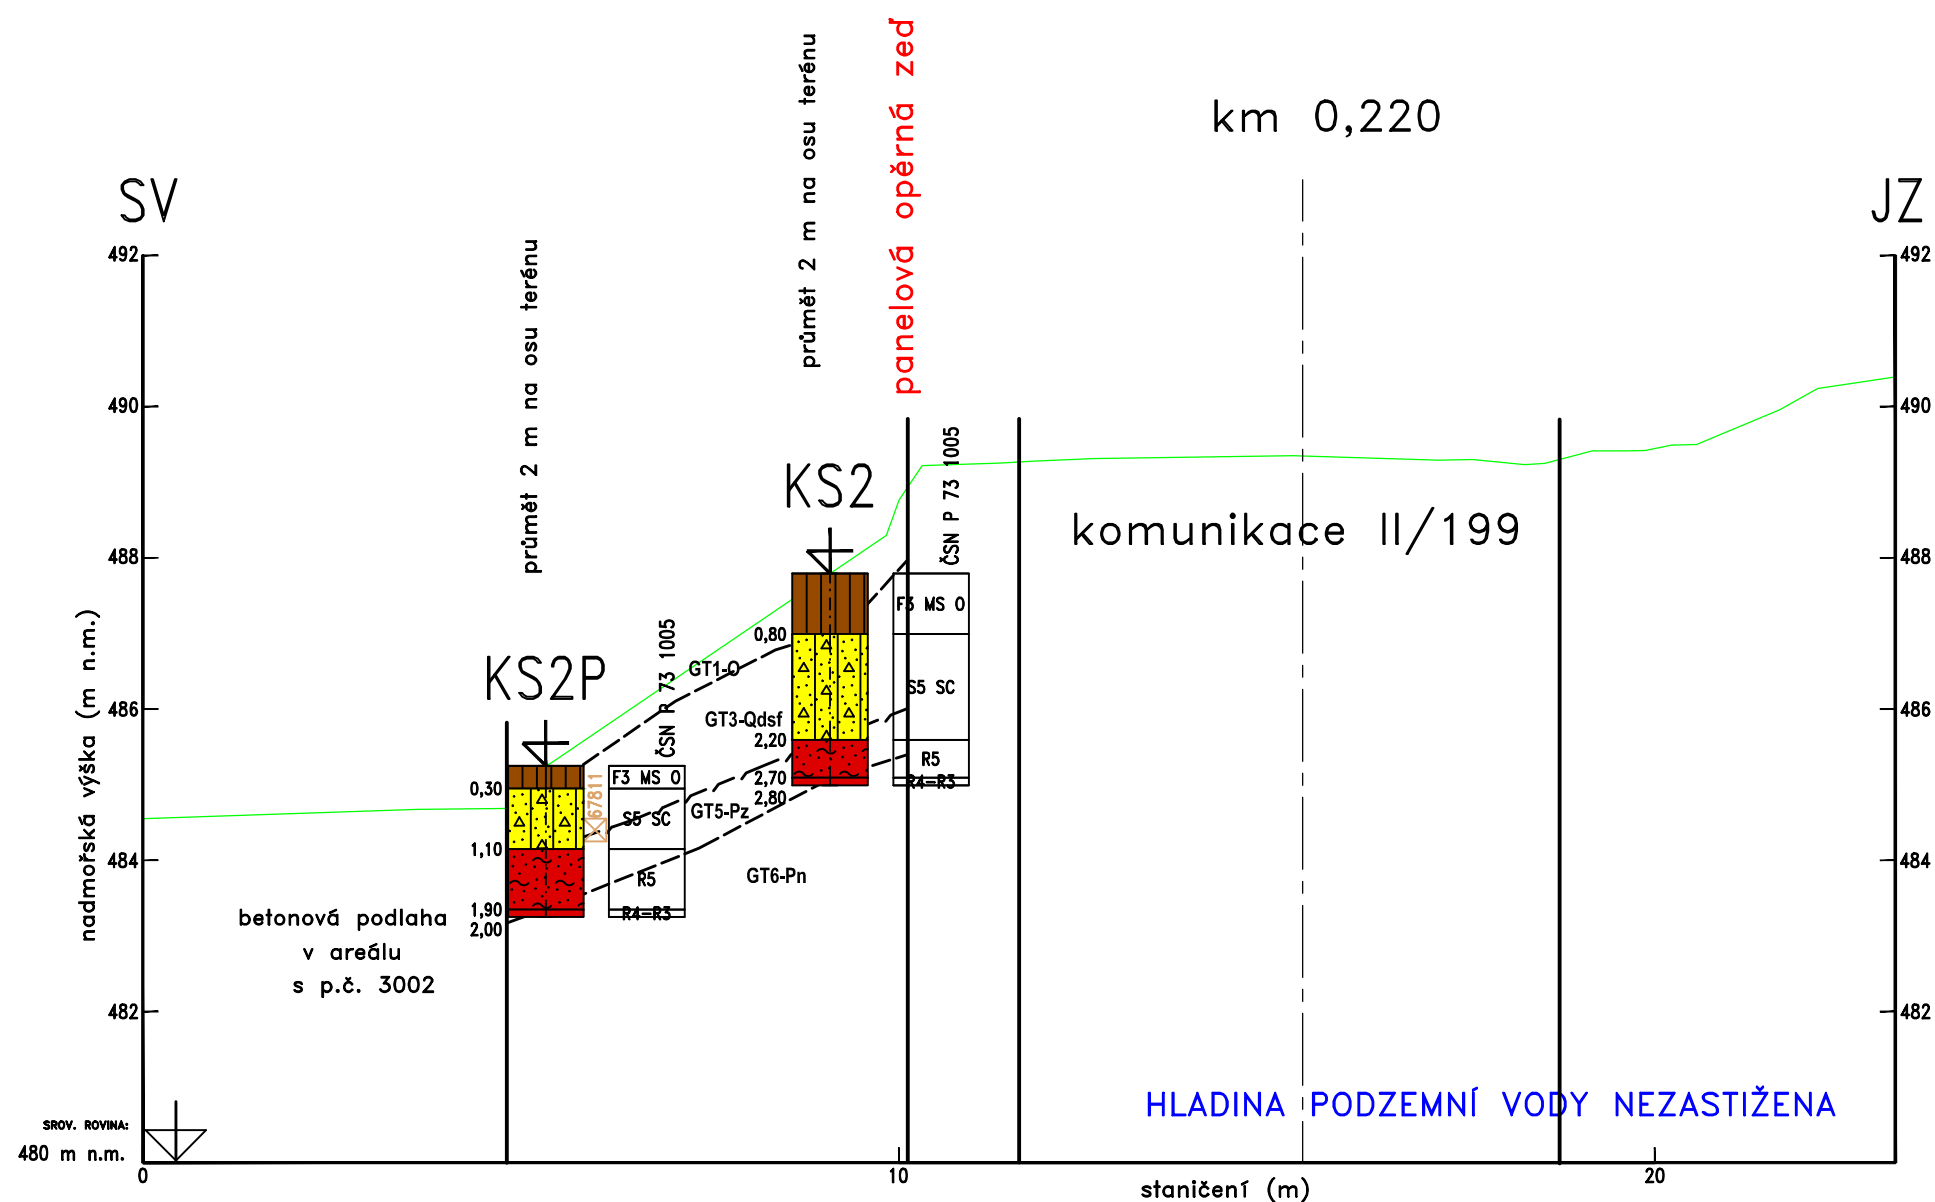 průmět 2 m na osu terénu
průmět 2 m na osu terénu
panelová opěrná zeď
km 0,220
SV
JZ
492
492
490
490
488
488
486
486
484
484
482
482
nadmořská výška (m n.m.)
KS2
KS2P
ČSN P 73 1005
ČSN P 73 1005
komunikace II/199
F3 MS O
S5 SC
R5
R4-R3
0,80
2,20
2,70
2,80
GT1-O
GT3-Qdsf
GT5-Pz
GT6-Pn
67811
F3 MS O
S5 SC
R5
R4-R3
0,30
1,10
1,90
2,00
betonová podlaha
v areálu
s p.č. 3002
HLADINA PODZEMNÍ VODY NEZASTIŽENA
SROV. ROVINA:
480 m n.m.
0
10
20
staničení (m)